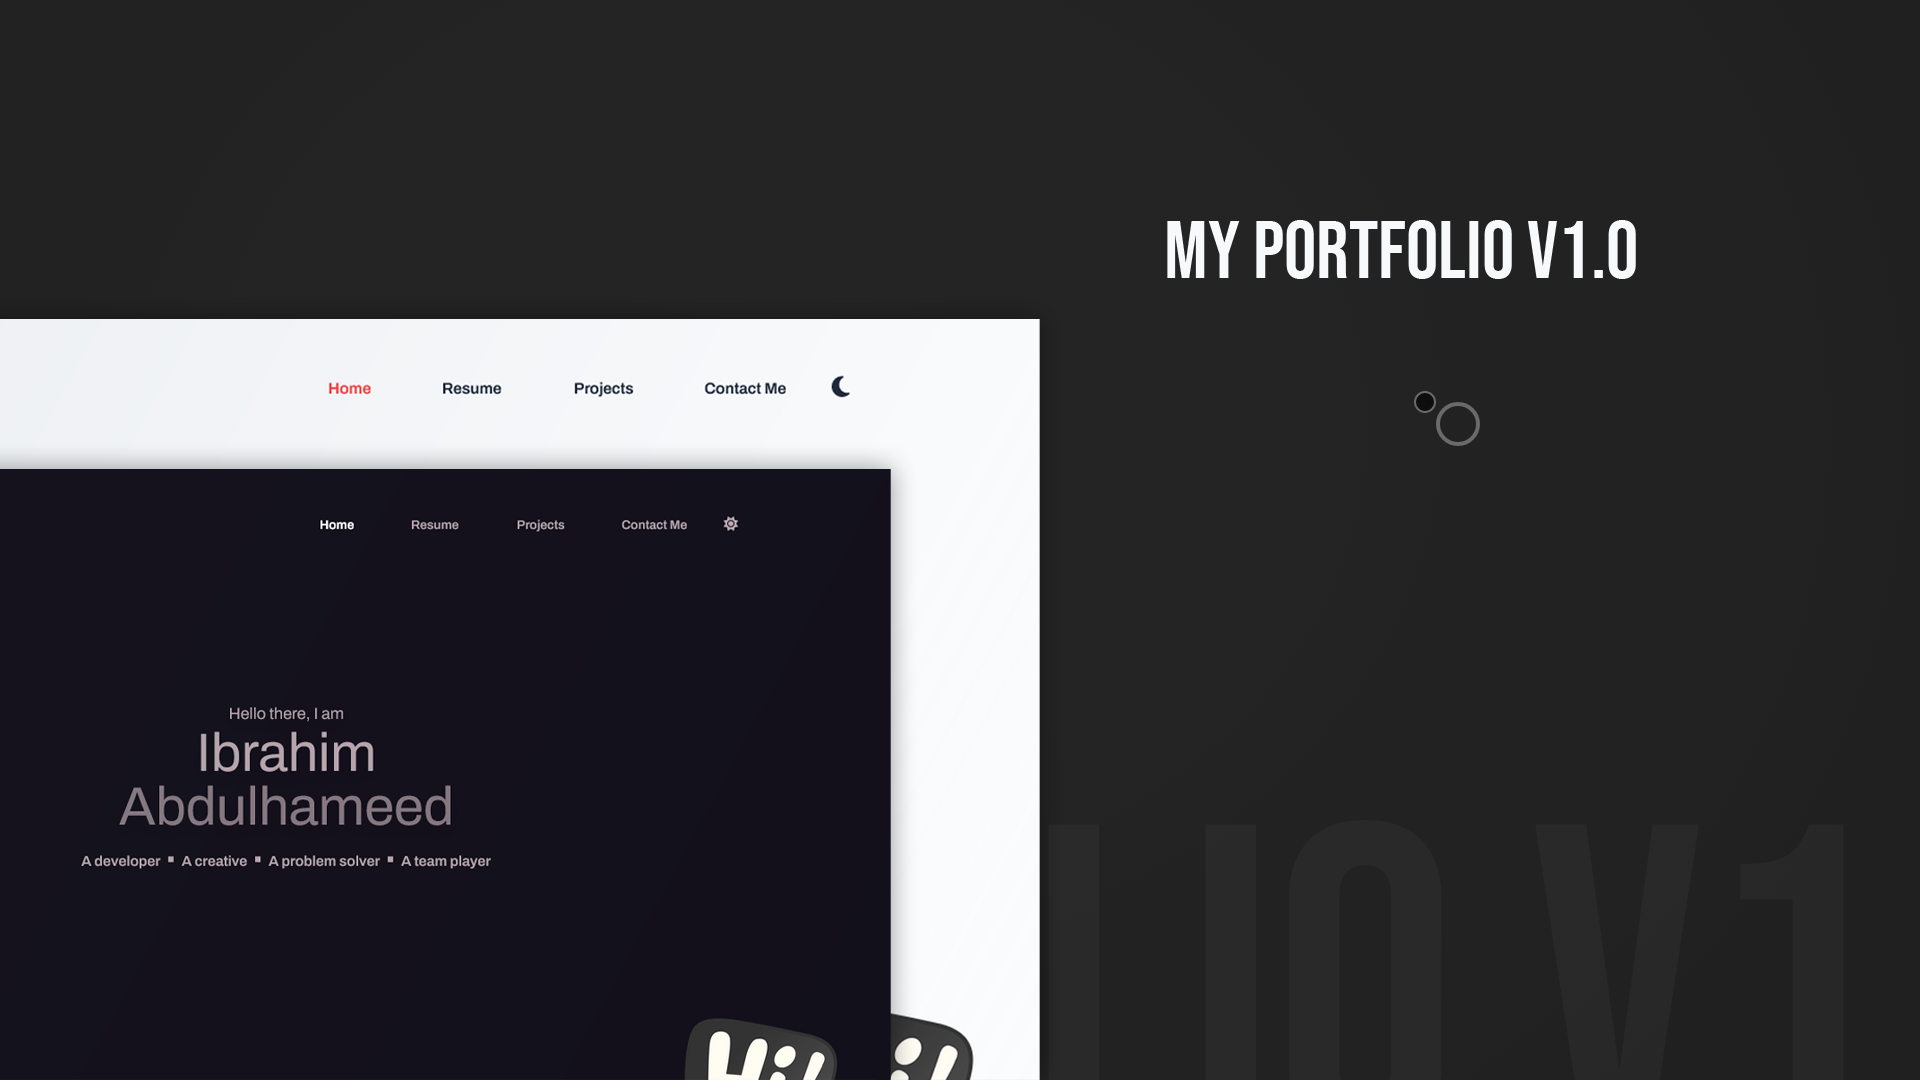 MY PORTFOLIO V1.0
Home Resume Projects Contact Me
Home Resume Projects Contact Me
Hello there, I am
Ibrahim
Abdulhameed
A developer ▪ A creative ▪ A problem solver ▪ A team player
Hi!
LIO V1